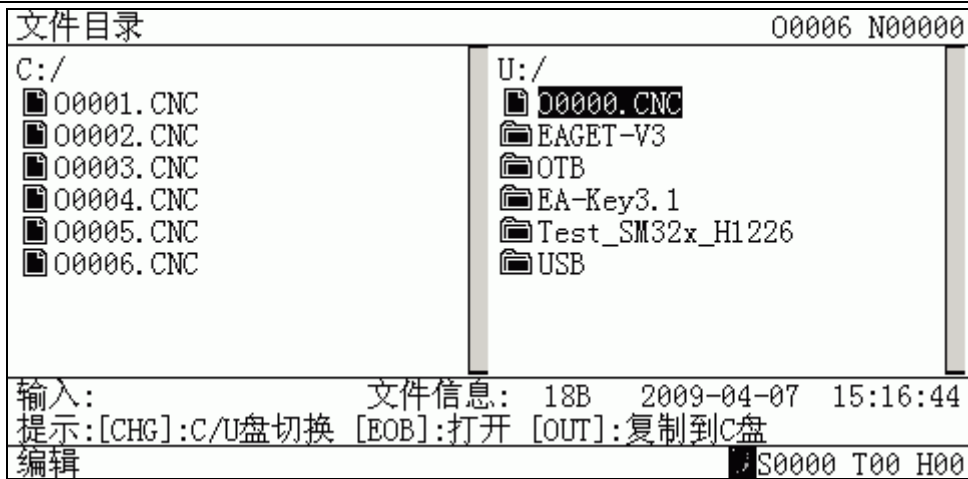 文件目录 O0006 N00000
C:/
O0001.CNC
O0002.CNC
O0003.CNC
O0004.CNC
O0005.CNC
O0006.CNC
U:/
O0000.CNC
EAGET-V3
OTB
EA-Key3.1
Test_SM32x_H1226
USB
输入: 文件信息: 18B 2009-04-07 15:16:44
提示:[CHG]:C/U盘切换 [EOB]:打开 [OUT]:复制到C盘
编辑 S0000 T00 H00